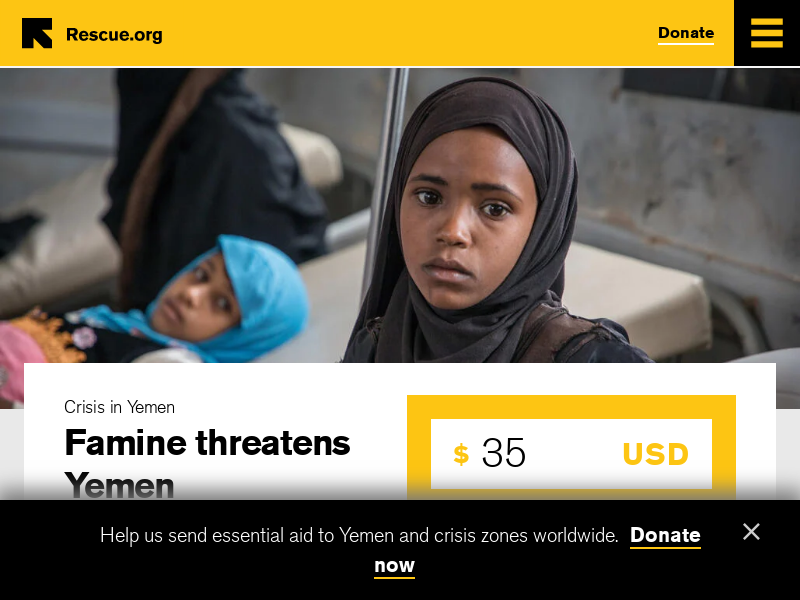 Rescue.org
Donate
Crisis in Yemen
Famine threatens
Yemen
$ 35 USD
Help us send essential aid to Yemen and crisis zones worldwide. Donate
now